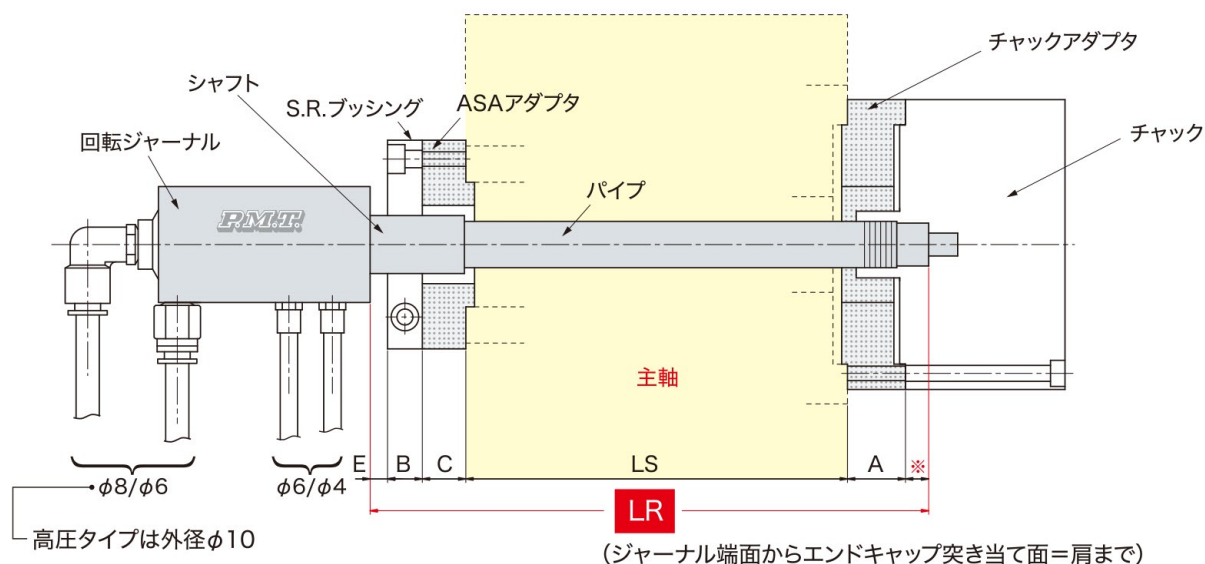 チャックアダプタ
シャフト
S.R.ブッシング
ASAアダプタ
チャック
回転ジャーナル
パイプ
P.M.T.
主軸
E
B
C
LS
A
※
φ8/φ6
φ6/φ4
LR
高圧タイプは外径φ10
(ジャーナル端面からエンドキャップ突き当て面=肩まで)